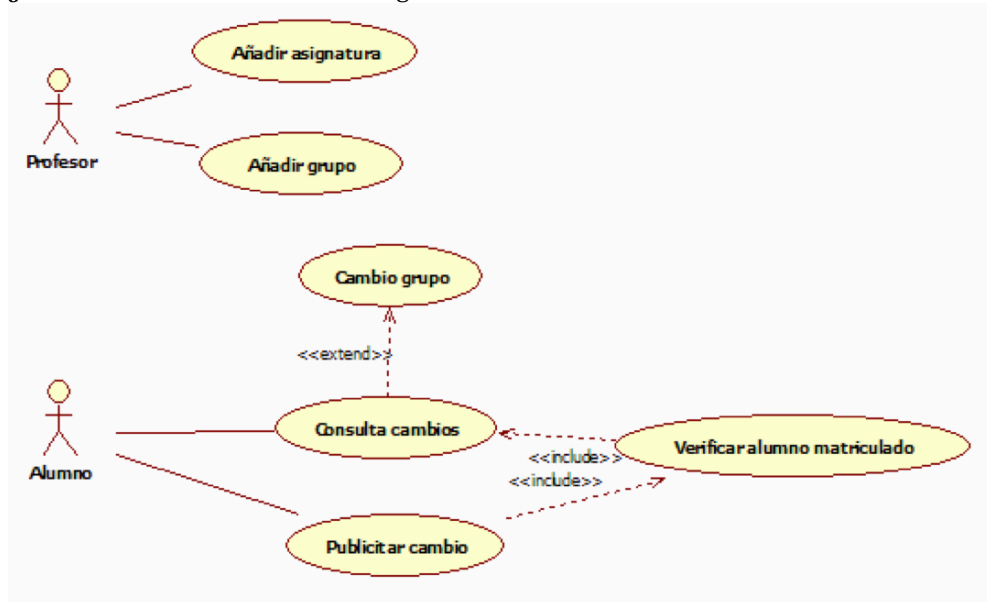 Añadir asignatura
Profesor
Añadir grupo
Cambio grupo
<<extend>>
Alumno
Consulta cambios
Verificar alumno matriculado
<<include>>
<<include>>
Publicitar cambio